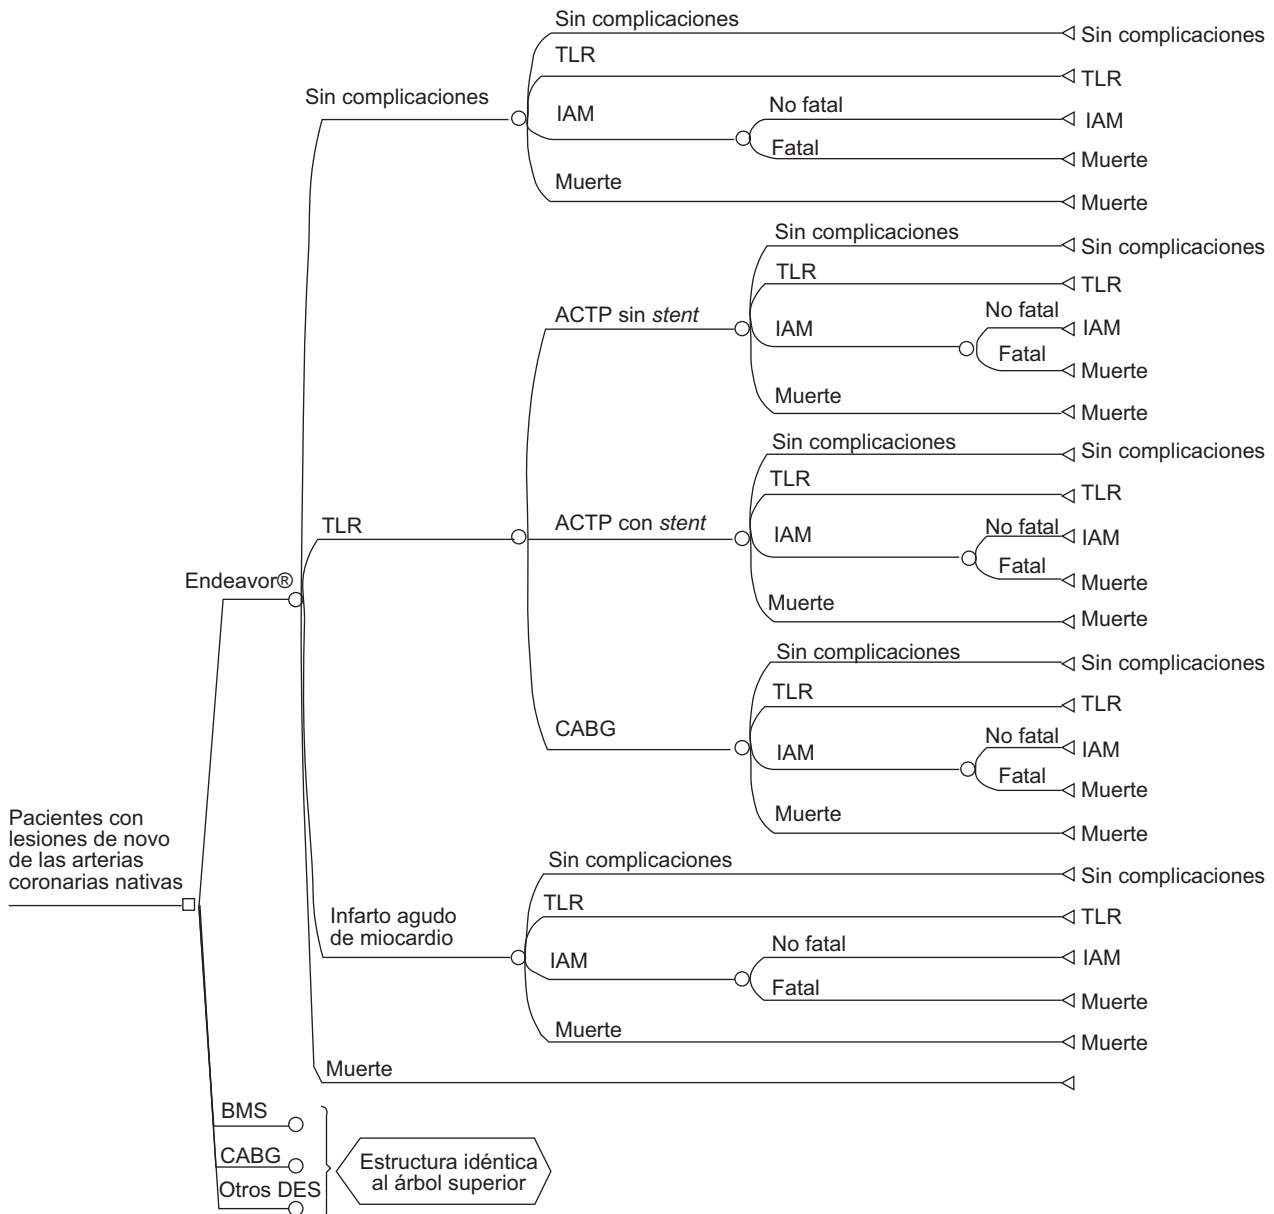 Sin complicaciones
Sin complicaciones
TLR
TLR
Sin complicaciones
IAM
No fatal
IAM
Fatal
Muerte
Muerte
Muerte
Sin complicaciones
Sin complicaciones
TLR
TLR
ACTP sin stent
IAM
No fatal
IAM
Fatal
Muerte
Muerte
Muerte
Sin complicaciones
Sin complicaciones
TLR
TLR
TLR
ACTP con stent
IAM
No fatal
IAM
Fatal
Muerte
Muerte
Muerte
Endeavor®
Sin complicaciones
Sin complicaciones
TLR
TLR
CABG
IAM
No fatal
IAM
Fatal
Muerte
Muerte
Muerte
Pacientes con
lesiones de novo
de las arterias
coronarias nativas
Sin complicaciones
Sin complicaciones
TLR
TLR
Infarto agudo
de miocardio
IAM
No fatal
IAM
Fatal
Muerte
Muerte
Muerte
Muerte
BMS
CABG
Otros DES
Estructura idéntica
al árbol superior